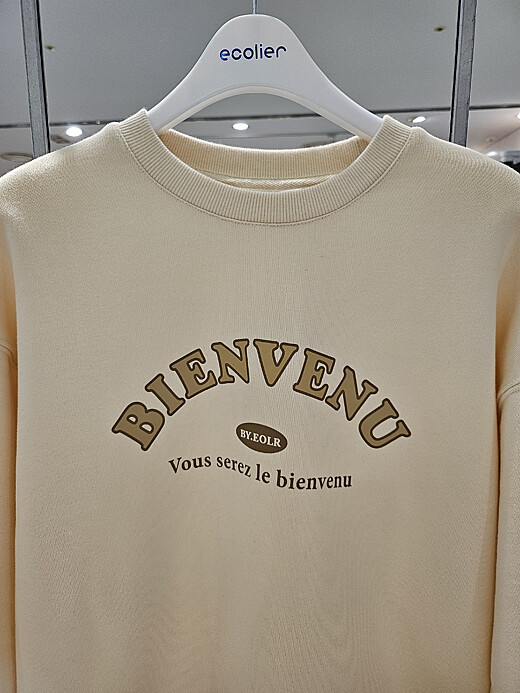 ecolier
BIENVENU
BY.EOLR
Vous serez le bienvenu